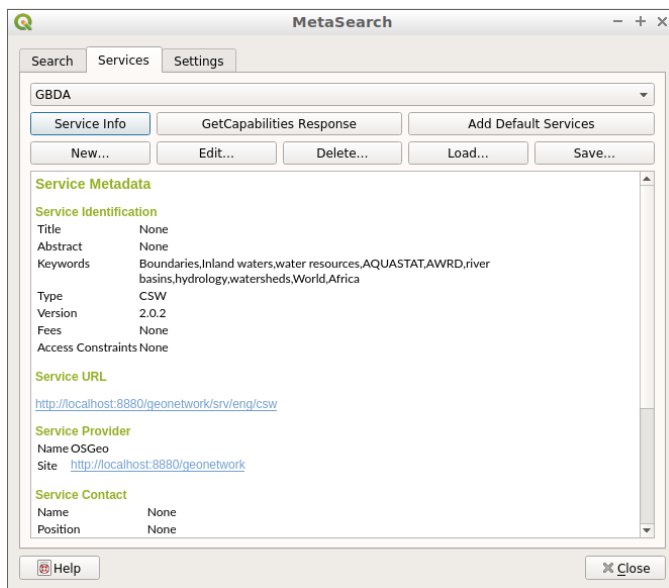 MetaSearch
Search Services Settings
GBDA
Service Info GetCapabilities Response Add Default Services
New... Edit... Delete... Load... Save...
Service Metadata
Service Identification
Title None
Abstract None
Keywords Boundaries,Inland waters,water resources,AQUASTAT,AWRD,river
basins,hydrology,watersheds,World,Africa
Type CSW
Version 2.0.2
Fees None
Access Constraints None
Service URL
http://localhost:8880/geonetwork/srv/eng/csw
Service Provider
Name OSGeo
Site http://localhost:8880/geonetwork
Service Contact
Name None
Position None
Help Close